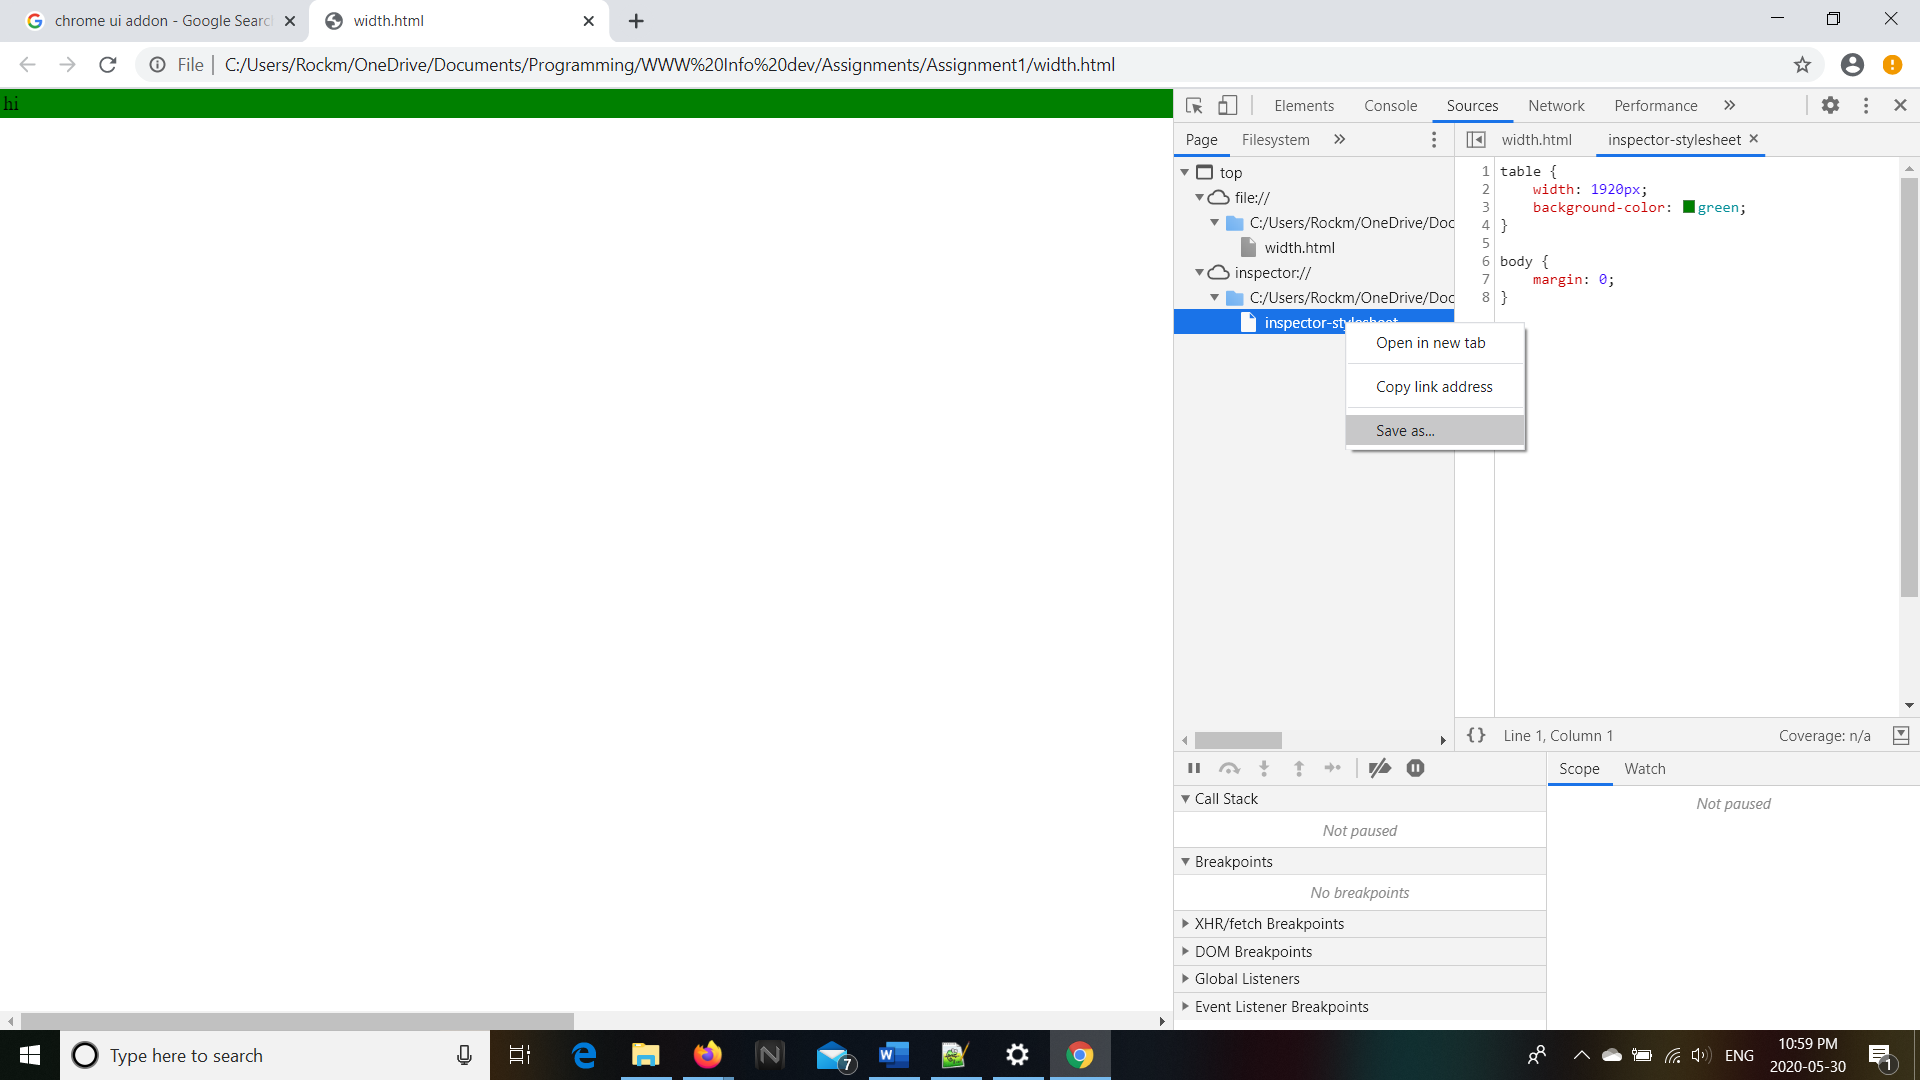 chrome ui addon - Google Searc
width.html
File
C:/Users/Rockm/OneDrive/Documents/Programming/WWW%20Info%20dev/Assignments/Assignment1/width.html
hi
Elements Console Sources Network Performance
Page Filesystem
width.html inspector-stylesheet
top
file://
C:/Users/Rockm/OneDrive/Doc
width.html
inspector://
C:/Users/Rockm/OneDrive/Doc
inspector-stylesheet
1 table {
2 width: 1920px;
3 background-color: green;
4 }
5
6 body {
7 margin: 0;
8 }
Open in new tab
Copy link address
Save as...
{} Line 1, Column 1 Coverage: n/a
Scope Watch
Not paused
Call Stack
Not paused
Breakpoints
No breakpoints
XHR/fetch Breakpoints
DOM Breakpoints
Global Listeners
Event Listener Breakpoints
Type here to search
7
ENG
10:59 PM
2020-05-30
1